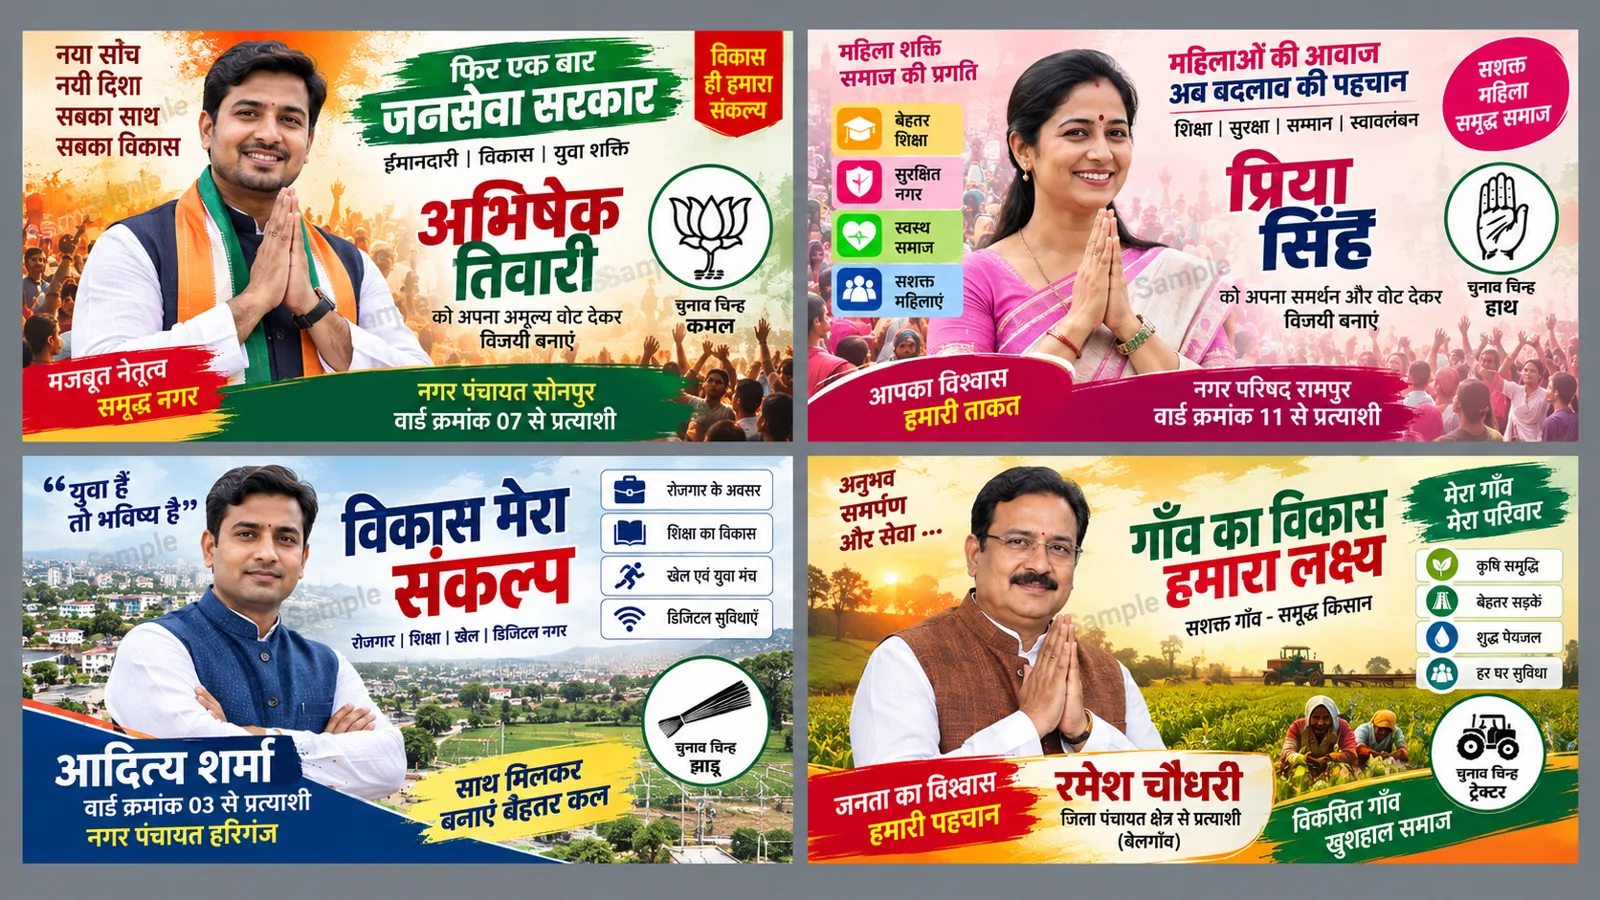 नया सोच
नयी दिशा
सबका साथ
सबका विकास
फिर एक बार
जनसेवा सरकार
ईमानदारी | विकास | युवा शक्ति
विकास
ही हमारा
संकल्प
अभिषेक
तिवारी
को अपना अमूल्य वोट देकर
विजयी बनाएं
चुनाव चिन्ह
कमल
मजबूत नेतृत्व
समृद्ध नगर
नगर पंचायत सोनपुर
वार्ड क्रमांक 07 से प्रत्याशी
Sample
महिला शक्ति
समाज की प्रगति
बेहतर
शिक्षा
सुरक्षित
नगर
स्वस्थ
समाज
सशक्त
महिलाएं
महिलाओं की आवाज
अब बदलाव की पहचान
शिक्षा | सुरक्षा | सम्मान | स्वावलंबन
सशक्त
महिला
समृद्ध समाज
प्रिया
सिंह
को अपना समर्थन और वोट देकर
विजयी बनाएं
चुनाव चिन्ह
हाथ
आपका विश्वास
हमारी ताकत
नगर परिषद रामपुर
वार्ड क्रमांक 11 से प्रत्याशी
Sample
“युवा हैं
तो भविष्य है”
विकास मेरा
संकल्प
रोजगार | शिक्षा | खेल | डिजिटल नगर
रोजगार के अवसर
शिक्षा का विकास
खेल एवं युवा मंच
डिजिटल सुविधाएँ
चुनाव चिन्ह
झाडू
आदित्य शर्मा
वार्ड क्रमांक 03 से प्रत्याशी
नगर पंचायत हरिगंज
साथ मिलकर
बनाएं बेहतर कल
Sample
Sample
अनुभव
समर्पण
और सेवा ...
गाँव का विकास
हमारा लक्ष्य
सशक्त गाँव - समृद्ध किसान
मेरा गाँव
मेरा परिवार
कृषि समृद्धि
बेहतर सड़कें
शुद्ध पेयजल
हर घर सुविधा
चुनाव चिन्ह
ट्रेक्टर
जनता का विश्वास
हमारी पहचान
रमेश चौधरी
जिला पंचायत क्षेत्र से प्रत्याशी
(बेलगाँव)
विकसित गाँव
खुशहाल समाज
Sample